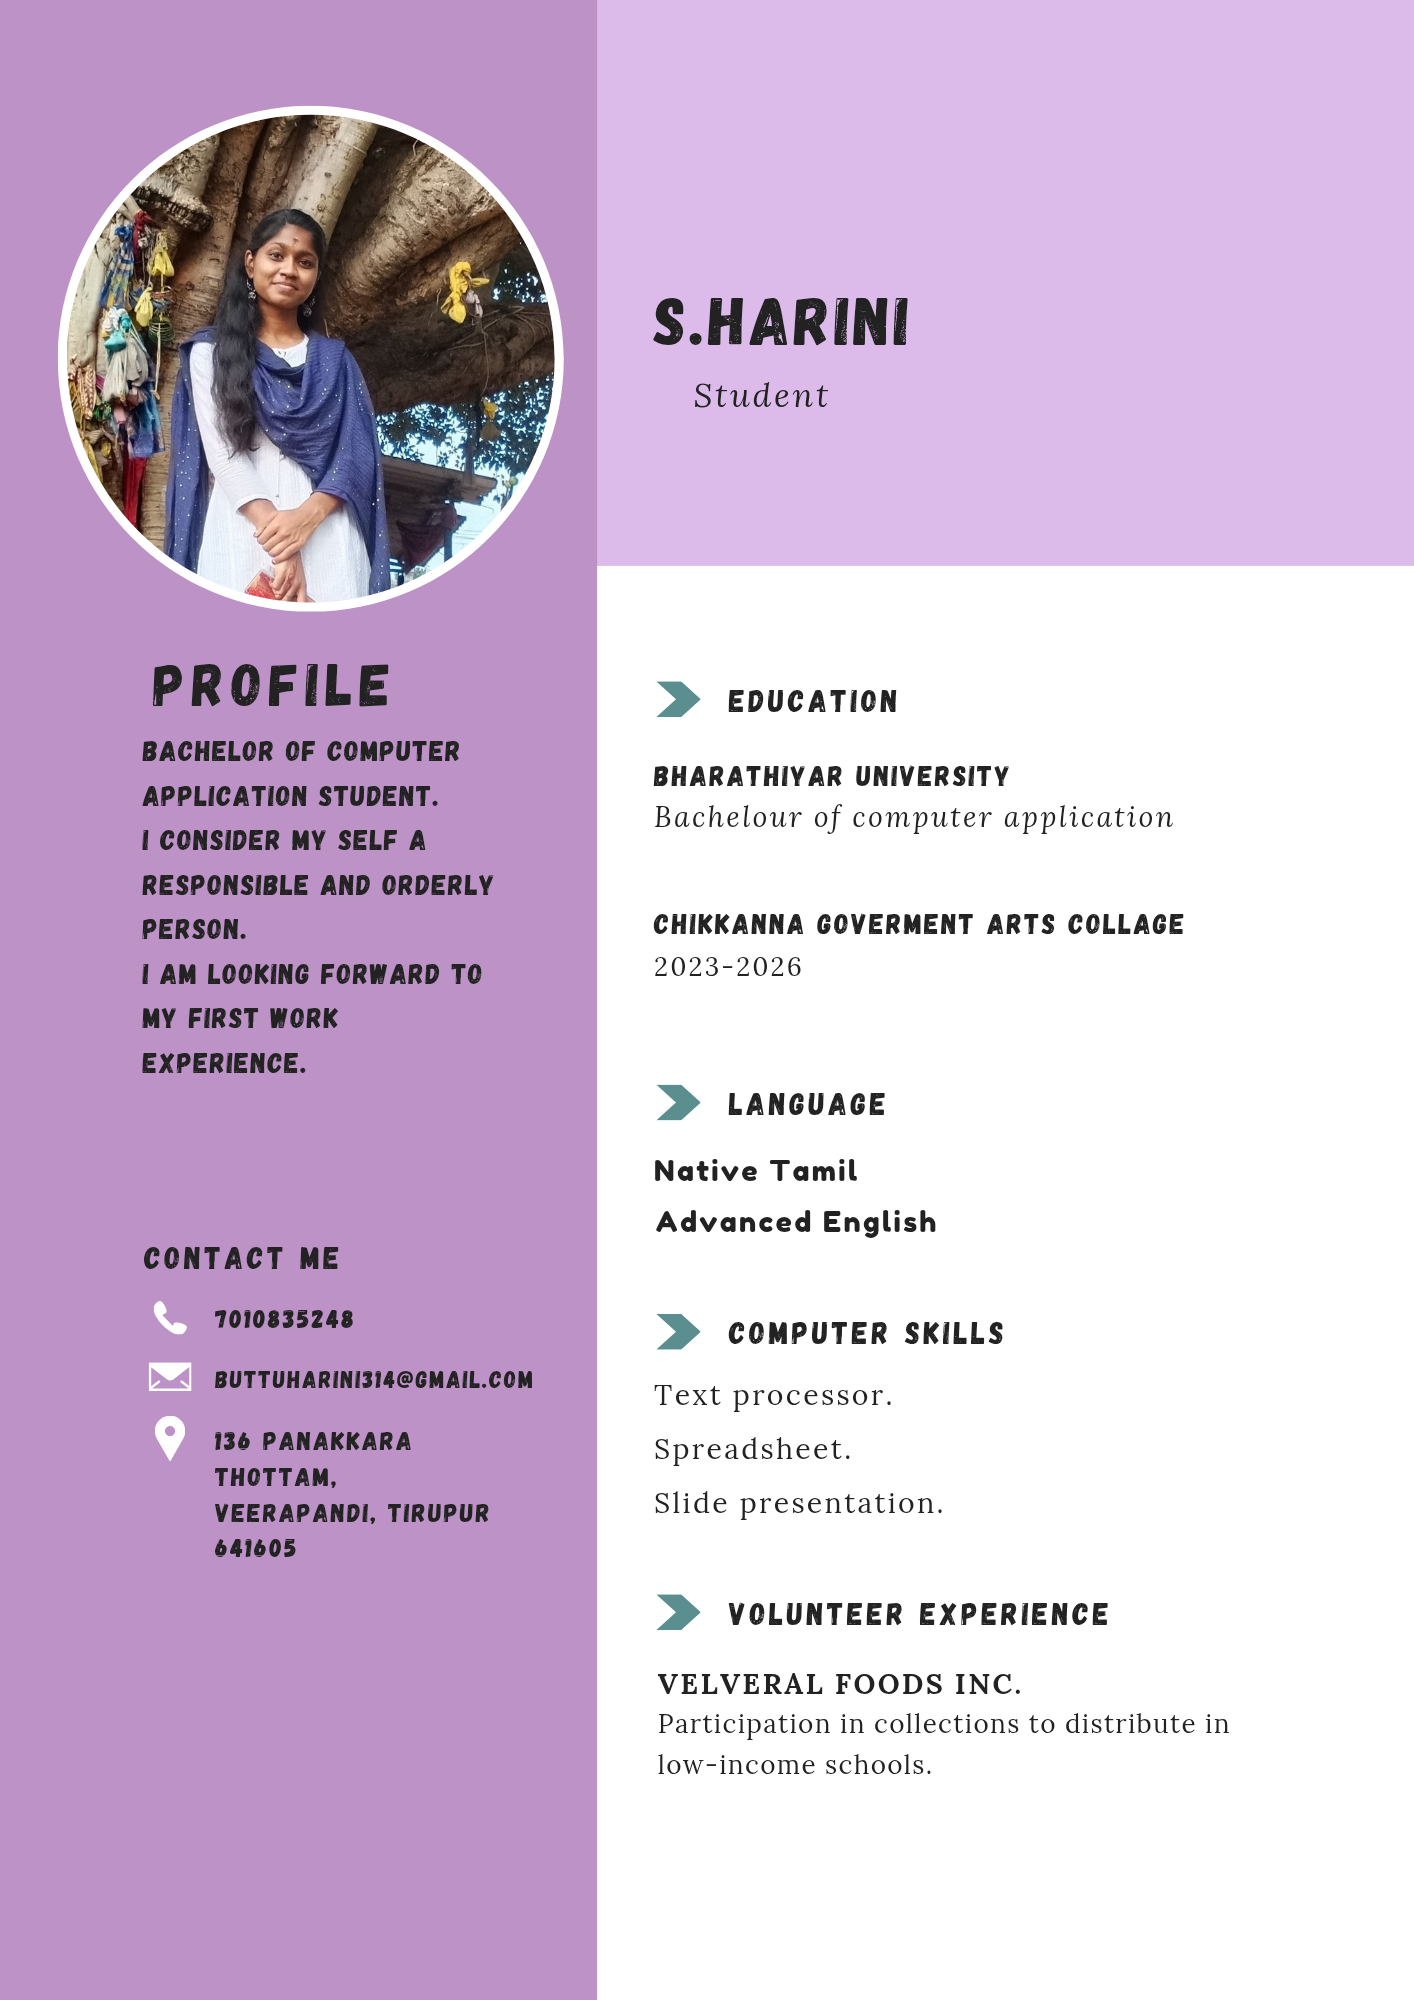 S.HARINI
Student
PROFILE
BACHELOR OF COMPUTER
APPLICATION STUDENT.
I CONSIDER MY SELF A
RESPONSIBLE AND ORDERLY
PERSON.
I AM LOOKING FORWARD TO
MY FIRST WORK
EXPERIENCE.
CONTACT ME
7010835248
BUTTUHARINI314@GMAIL.COM
136 PANAKKARA
THOTTAM,
VEERAPANDI, TIRUPUR
641605
EDUCATION
BHARATHIYAR UNIVERSITY
Bachelour of computer application
CHIKKANNA GOVERMENT ARTS COLLAGE
2023-2026
LANGUAGE
Native Tamil
Advanced English
COMPUTER SKILLS
Text processor.
Spreadsheet.
Slide presentation.
VOLUNTEER EXPERIENCE
VELVERAL FOODS INC.
Participation in collections to distribute in
low-income schools.